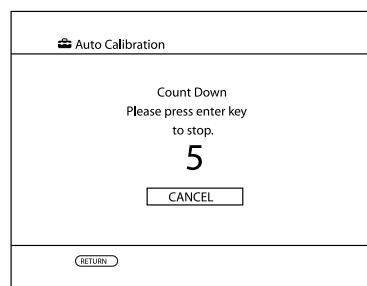 Auto Calibration
Count Down
Please press enter key
to stop.
5
CANCEL
RETURN